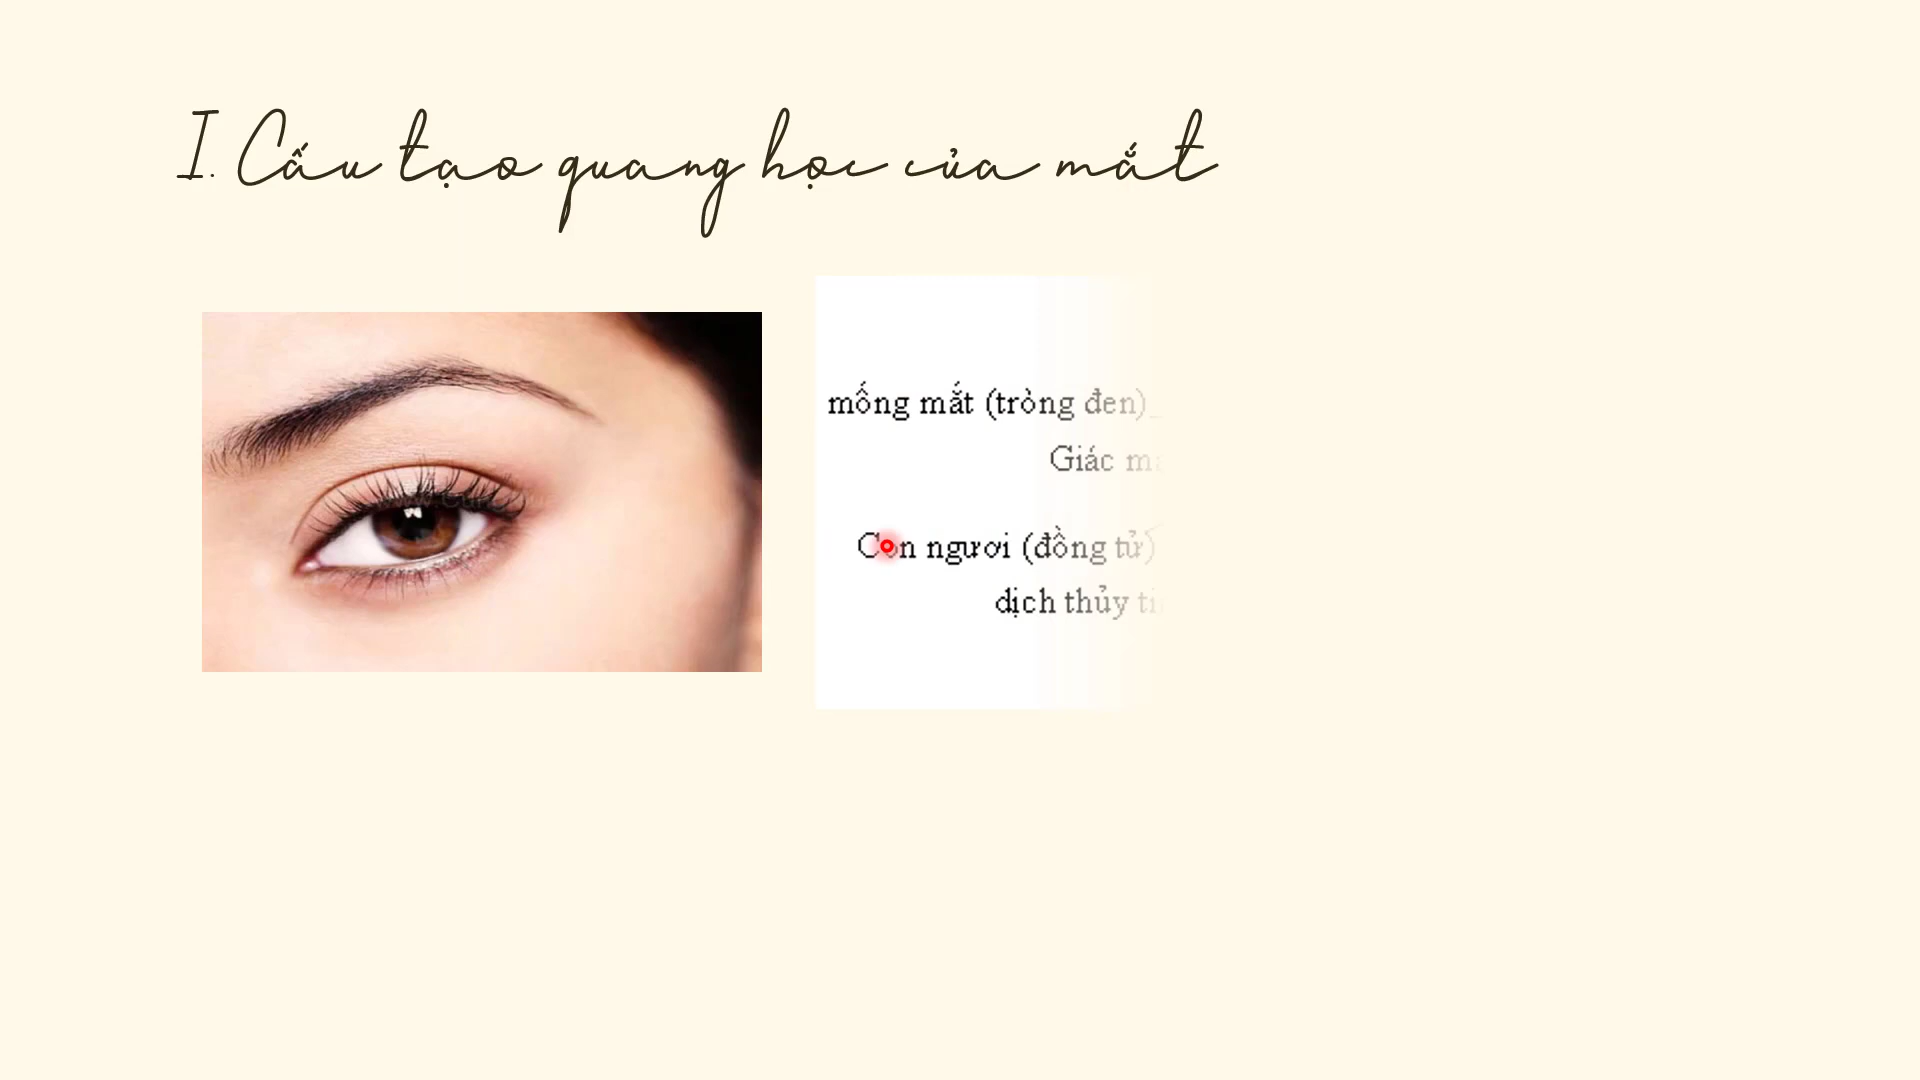 I. Cấu tạo quang học của mắt
mống mắt (tròng đen)
Giác
Con ngươi (đồng tử)
dịch thủy